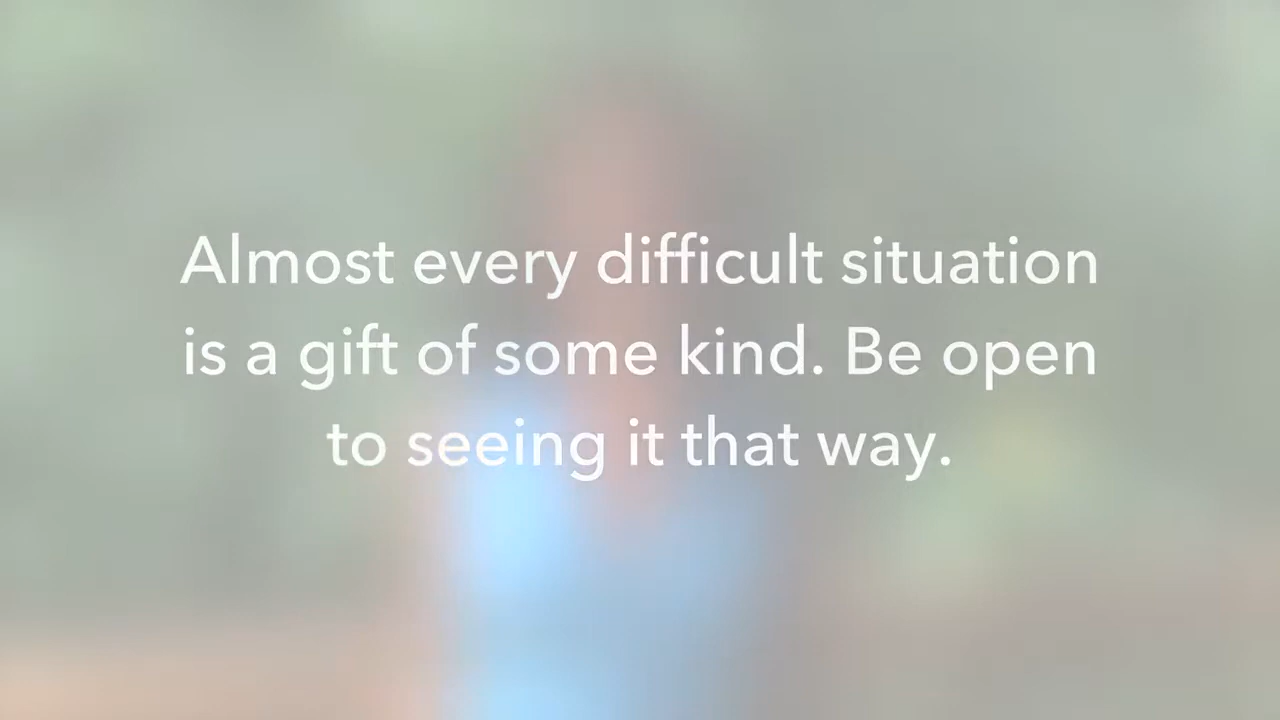 Almost every difficult situation
is a gift of some kind. Be open
to seeing it that way.